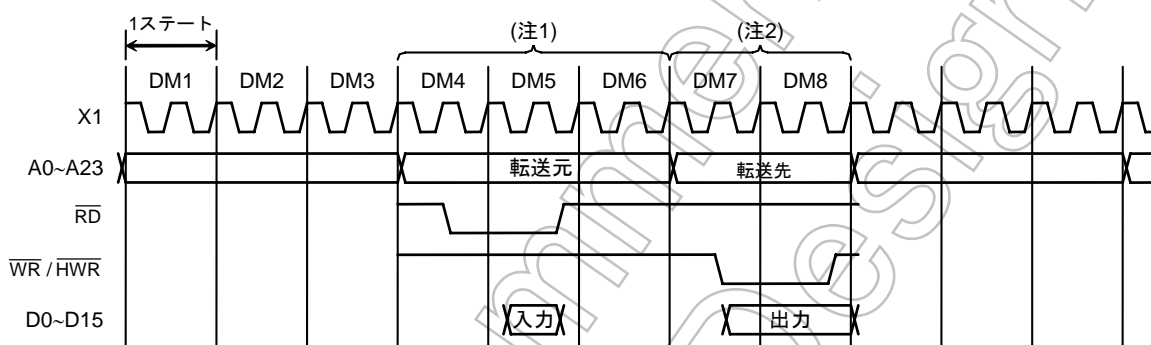 1ステート
(注1)
(注2)
DM1 DM2 DM3 DM4 DM5 DM6 DM7 DM8
X1
A0~A23 転送元 転送先
RD
WR / HWR
D0~D15 入力 出力